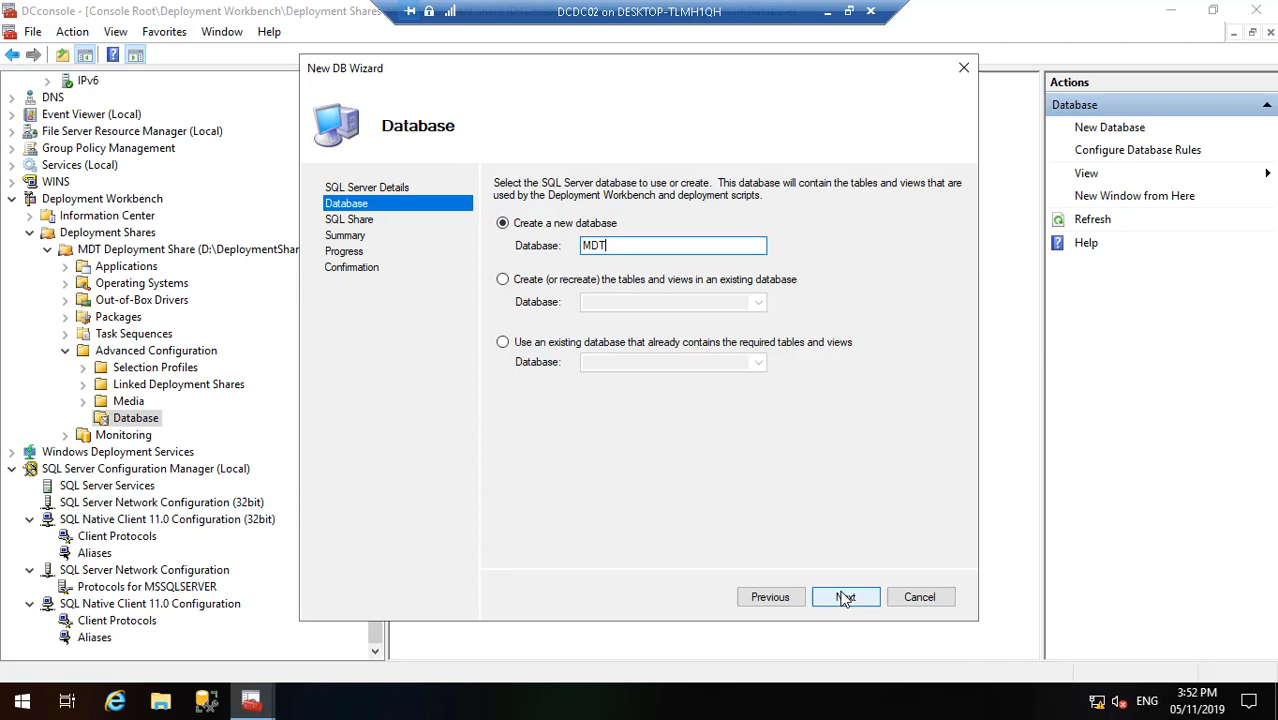 DCconsole - [Console Root\Deployment Workbench\Deployment Shares
DCDC02 on DESKTOP-TLMH1QH
File Action View Favorites Window Help
New DB Wizard
Database
SQL Server Details
Database
SQL Share
Summary
Progress
Confirmation
Select the SQL Server database to use or create. This database will contain the tables and views that are
used by the Deployment Workbench and deployment scripts.
Create a new database
Database: MDT
Create (or recreate) the tables and views in an existing database
Database:
Use an existing database that already contains the required tables and views
Database:
Previous
Cancel
IPv6
DNS
Event Viewer (Local)
File Server Resource Manager (Local)
Group Policy Management
Services (Local)
WINS
Deployment Workbench
Information Center
Deployment Shares
MDT Deployment Share (D:\DeploymentShar
Applications
Operating Systems
Out-of-Box Drivers
Packages
Task Sequences
Advanced Configuration
Selection Profiles
Linked Deployment Shares
Media
Database
Monitoring
Windows Deployment Services
SQL Server Configuration Manager (Local)
SQL Server Services
SQL Server Network Configuration (32bit)
SQL Native Client 11.0 Configuration (32bit)
Client Protocols
Aliases
SQL Server Network Configuration
Protocols for MSSQLSERVER
SQL Native Client 11.0 Configuration
Client Protocols
Aliases
Actions
Database
New Database
Configure Database Rules
View
New Window from Here
Refresh
Help
ENG
3:52 PM
05/11/2019